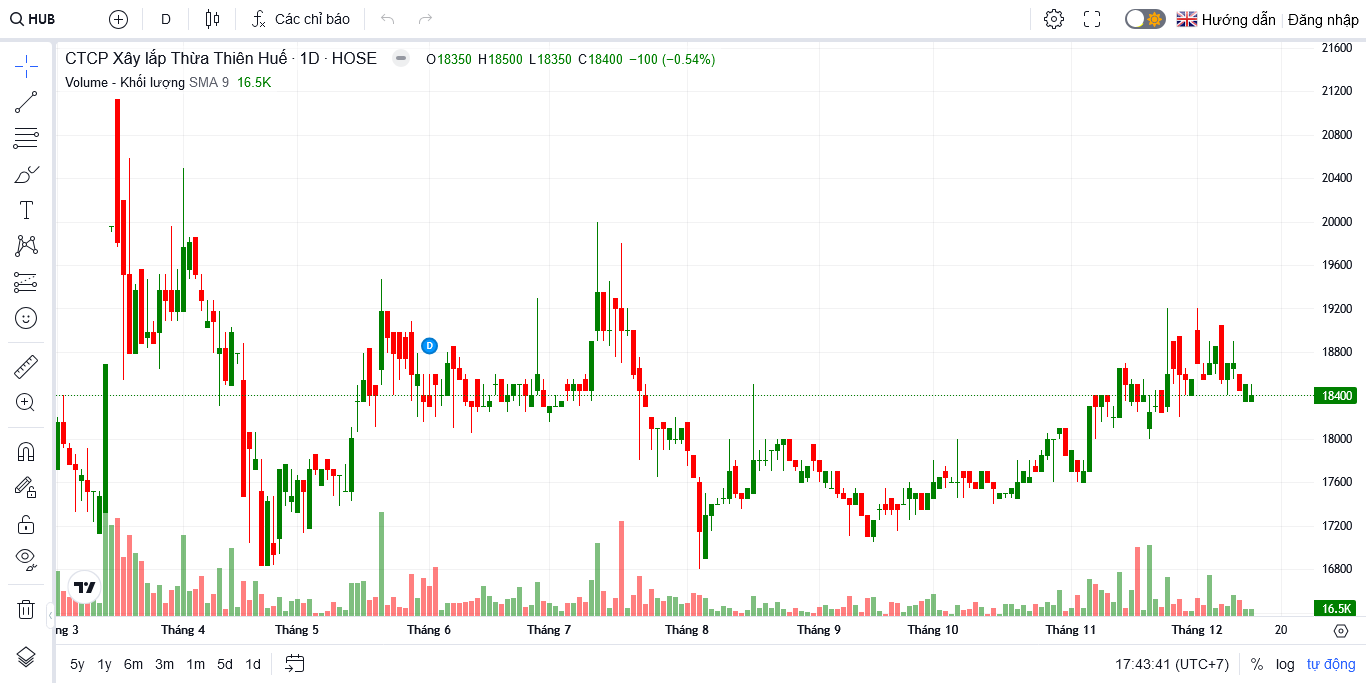 HUB D Các chỉ báo Hướng dẫn Đăng nhập
CTCP Xây lắp Thừa Thiên Huế · 1D · HOSE O18350 H18500 L18350 C18400 −100 (−0.54%)
Volume - Khối lượng SMA 9 16.5K
21600
21200
20800
20400
20000
19600
19200
18800
18400
18000
17600
17200
16800
16.5K
D
T
ng 3 Tháng 4 Tháng 5 Tháng 6 Tháng 7 Tháng 8 Tháng 9 Tháng 10 Tháng 11 Tháng 12 20
5y 1y 6m 3m 1m 5d 1d 17:43:41 (UTC+7) % log tự động